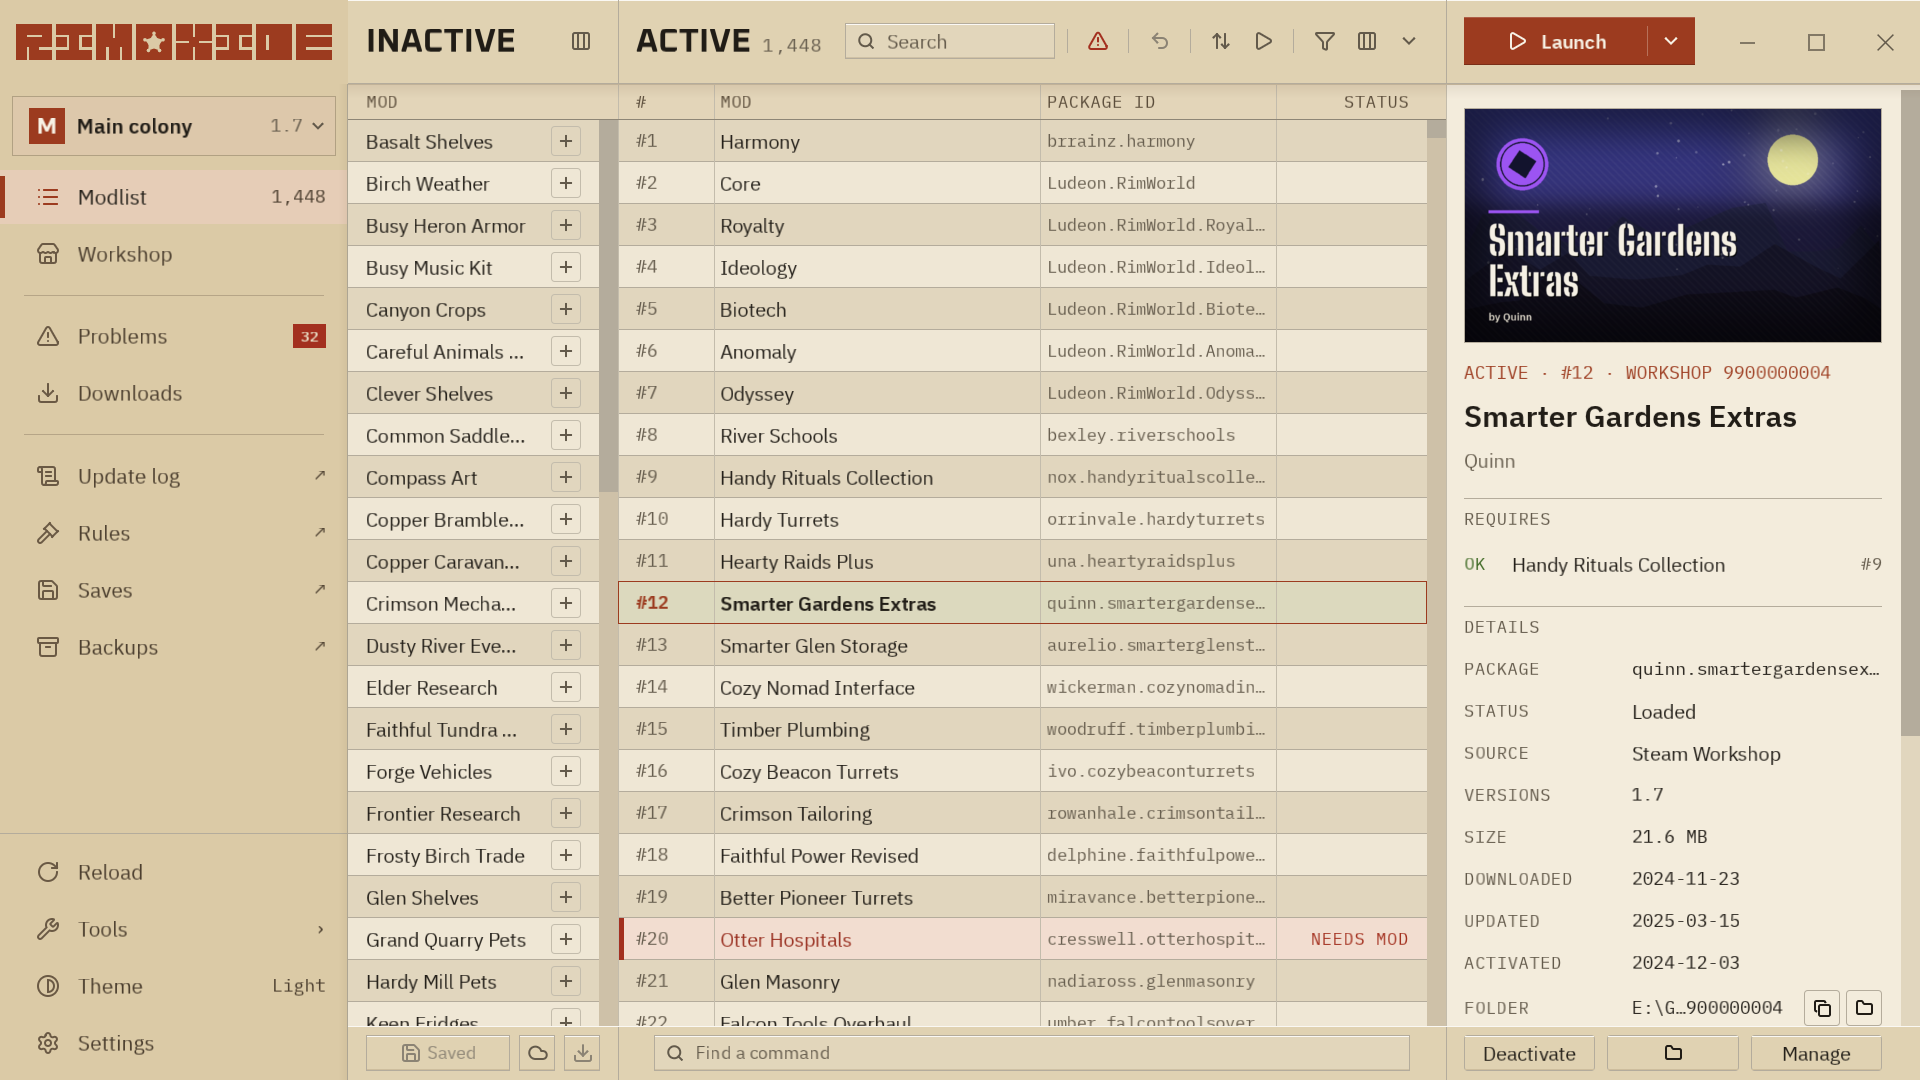 RIMOXIDE
INACTIVE
ACTIVE 1,448
Search
Launch
M Main colony 1.7
Modlist 1,448
Workshop
Problems 32
Downloads
Update log ↗
Rules ↗
Saves ↗
Backups ↗
Reload
Tools ›
Theme Light
Settings
MOD
Basalt Shelves
Birch Weather
Busy Heron Armor
Busy Music Kit
Canyon Crops
Careful Animals ...
Clever Shelves
Common Saddle...
Compass Art
Copper Bramble...
Copper Caravan...
Crimson Mecha...
Dusty River Eve...
Elder Research
Faithful Tundra ...
Forge Vehicles
Frontier Research
Frosty Birch Trade
Glen Shelves
Grand Quarry Pets
Hardy Mill Pets
Keen Fridges
Saved
# MOD PACKAGE ID STATUS
#1 Harmony brrainz.harmony
#2 Core Ludeon.RimWorld
#3 Royalty Ludeon.RimWorld.Royal…
#4 Ideology Ludeon.RimWorld.Ideol…
#5 Biotech Ludeon.RimWorld.Biote…
#6 Anomaly Ludeon.RimWorld.Anoma…
#7 Odyssey Ludeon.RimWorld.Odyss…
#8 River Schools bexley.riverschools
#9 Handy Rituals Collection nox.handyritualscolle…
#10 Hardy Turrets orrinvale.hardyturrets
#11 Hearty Raids Plus una.heartyraidsplus
#12 Smarter Gardens Extras quinn.smartergardense…
#13 Smarter Glen Storage aurelio.smarterglenst…
#14 Cozy Nomad Interface wickerman.cozynomadin…
#15 Timber Plumbing woodruff.timberplumbi…
#16 Cozy Beacon Turrets ivo.cozybeaconturrets
#17 Crimson Tailoring rowanhale.crimsontail…
#18 Faithful Power Revised delphine.faithfulpowe…
#19 Better Pioneer Turrets miravance.betterpione…
#20 Otter Hospitals cresswell.otterhospit… NEEDS MOD
#21 Glen Masonry nadiaross.glenmasonry
#22 Falcon Tools Overhaul umber.falcontoolsover…
Find a command
Smarter Gardens
Extras
by Quinn
ACTIVE · #12 · WORKSHOP 9900000004
Smarter Gardens Extras
Quinn
REQUIRES
OK Handy Rituals Collection #9
DETAILS
PACKAGE quinn.smartergardensex…
STATUS Loaded
SOURCE Steam Workshop
VERSIONS 1.7
SIZE 21.6 MB
DOWNLOADED 2024-11-23
UPDATED 2025-03-15
ACTIVATED 2024-12-03
FOLDER E:\G…900000004
Deactivate
Manage